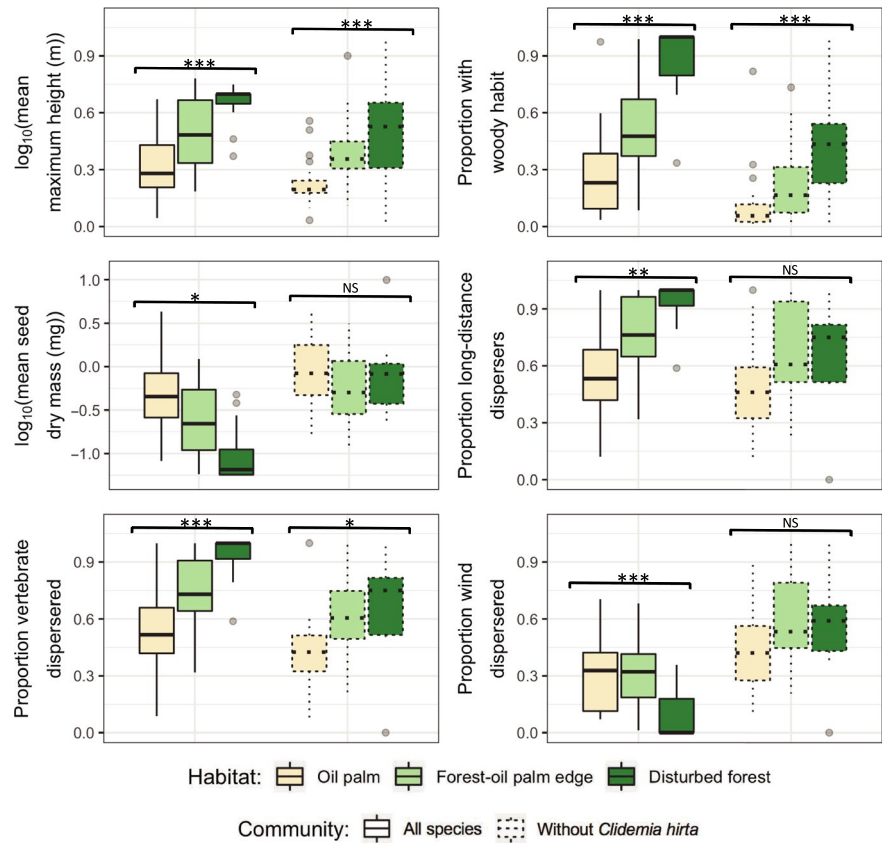 log10(mean
maximum height (m))
0.9
0.6
0.3
0.0
***
***
Proportion with
woody habit
0.9
0.6
0.3
0.0
***
***
log10(mean seed
dry mass (mg))
1.0
0.5
0.0
−0.5
−1.0
*
NS
Proportion long-distance
dispersers
0.9
0.6
0.3
0.0
**
NS
Proportion vertebrate
dispersered
0.9
0.6
0.3
0.0
***
*
Proportion wind
dispersered
0.9
0.6
0.3
0.0
***
NS
Habitat: Oil palm Forest-oil palm edge Disturbed forest
Community: All species Without Clidemia hirta